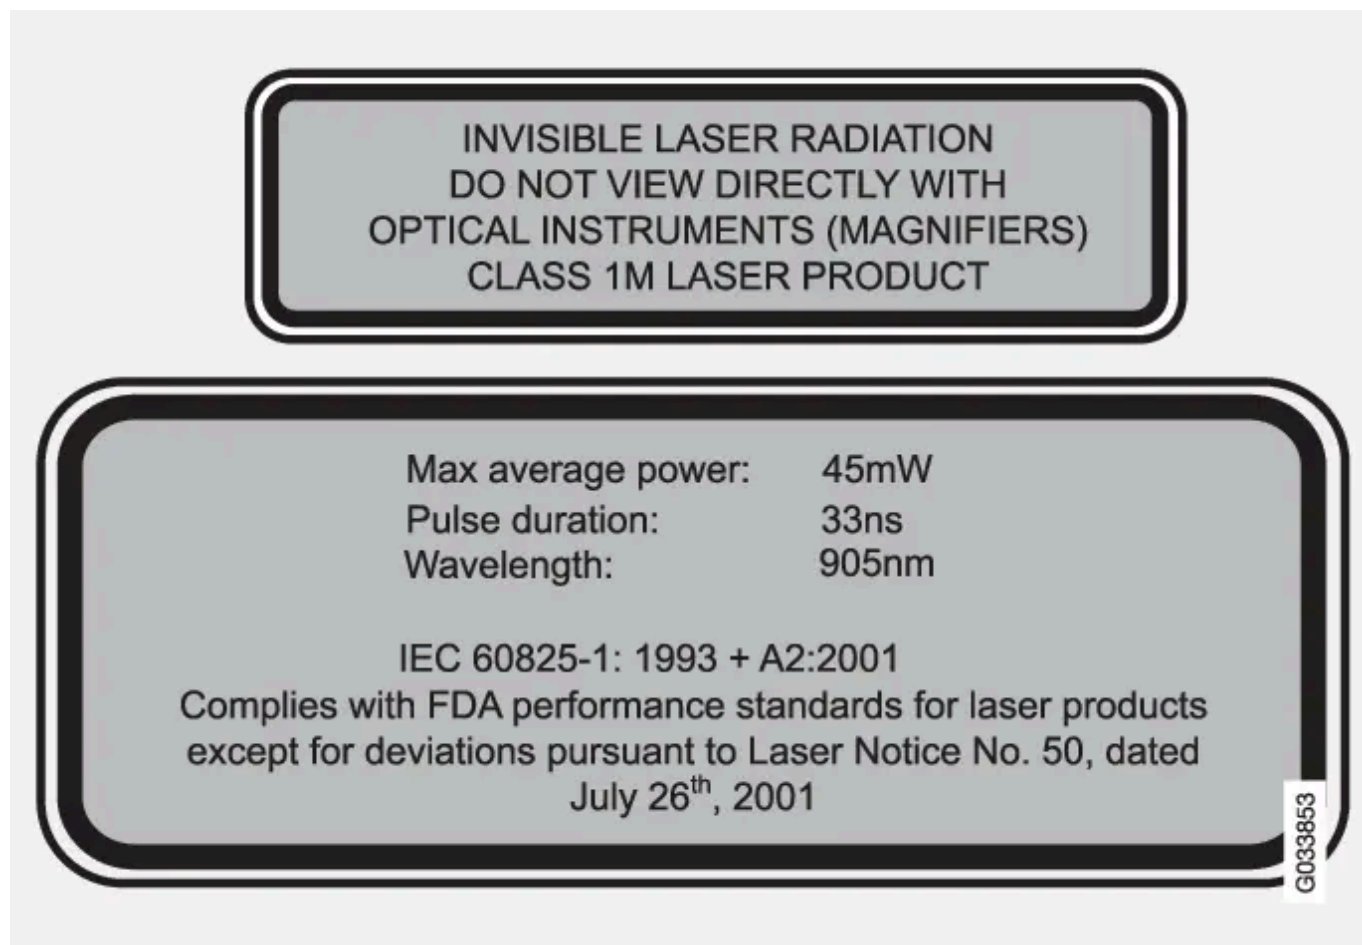 INVISIBLE LASER RADIATION
DO NOT VIEW DIRECTLY WITH
OPTICAL INSTRUMENTS (MAGNIFIERS)
CLASS 1M LASER PRODUCT
Max average power: 45mW
Pulse duration: 33ns
Wavelength: 905nm
IEC 60825-1: 1993 + A2:2001
Complies with FDA performance standards for laser products
except for deviations pursuant to Laser Notice No. 50, dated
July 26th, 2001
G033853